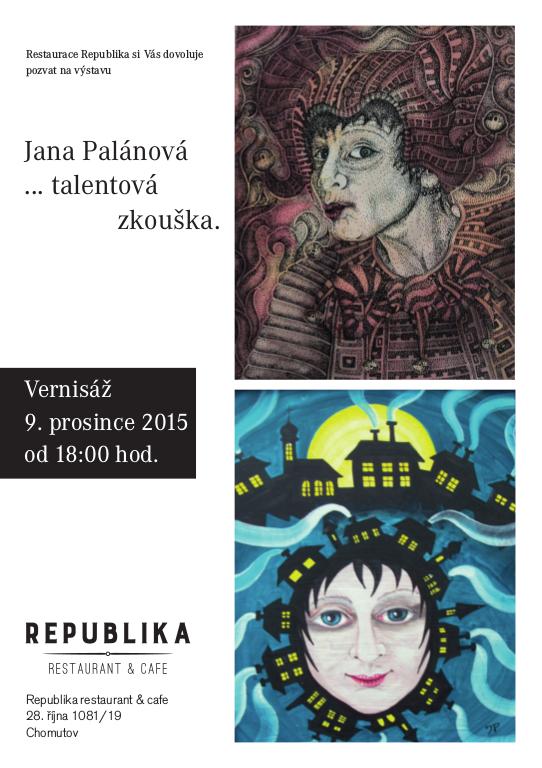 Restaurace Republika si Vás dovoluje
pozvat na výstavu
Jana Palánová
... talentová
zkouška.
Vernisáž
9. prosince 2015
od 18:00 hod.
REPUBLIKA
RESTAURANT & CAFE
Republika restaurant & cafe
28. října 1081/19
Chomutov
JP